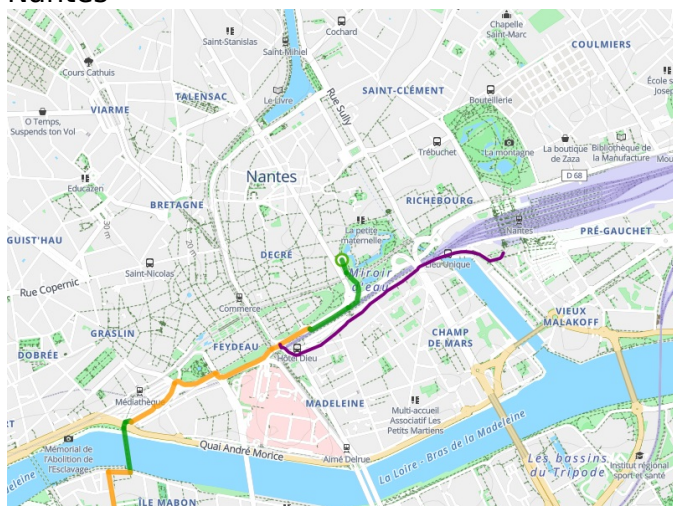 Nantes
Cochard
Chapelle
Saint-Marc
Saint-Stanislas
Saint-Mihiel
COULMIERS
Cours Cathuis
TALENSAC
Le Livre
SAINT-CLÉMENT
VIARME
Rue Sully
Bouteillerie
O Temps,
Suspends ton Vol
Trébuchet
La montagne
La boutique
de Zaza
Bibliothèque de
la Manufacture
D 68
Nantes
Educazen
BRETAGNE
RICHEBOURG
La petite
maternelle
Nantes
PRÉ-GAUCHET
30 m
20 m
GUIST'HAU
DECRÉ
Saint-Nicolas
Miroir
d'eau
Lieu Unique
Rue Copernic
Commerce
VIEUX
MALAKOFF
GRASLIN
FEYDEAU
CHAMP
DE MARS
DOBRÉE
Hôtel Dieu
Médiathèque
MADELEINE
Multi-accueil
Associatif Les
Petits Martiens
Quai André Morice
Aimé Delrue
La Loire - Bras de la Madeleine
Les bassins
du Tripode
Institut régional
sport et santé
Mémorial de
l'Abolition de
l'Esclavage
ÎLE MABON